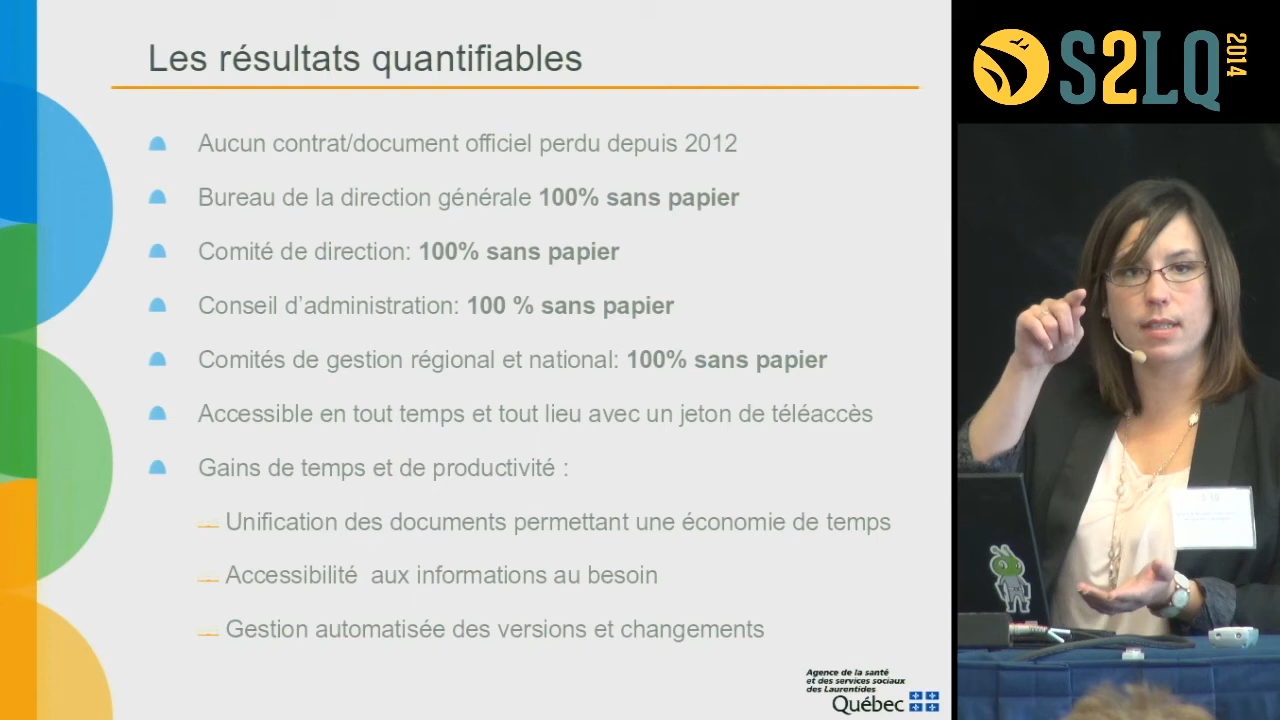 Les résultats quantifiables
Aucun contrat/document officiel perdu depuis 2012
Bureau de la direction générale 100% sans papier
Comité de direction: 100% sans papier
Conseil d’administration: 100 % sans papier
Comités de gestion régional et national: 100% sans papier
Accessible en tout temps et tout lieu avec un jeton de téléaccès
Gains de temps et de productivité :
Unification des documents permettant une économie de temps
Accessibilité aux informations au besoin
Gestion automatisée des versions et changements
Agence de la santé
et des services sociaux
des Laurentides
Québec
S2LQ 2014